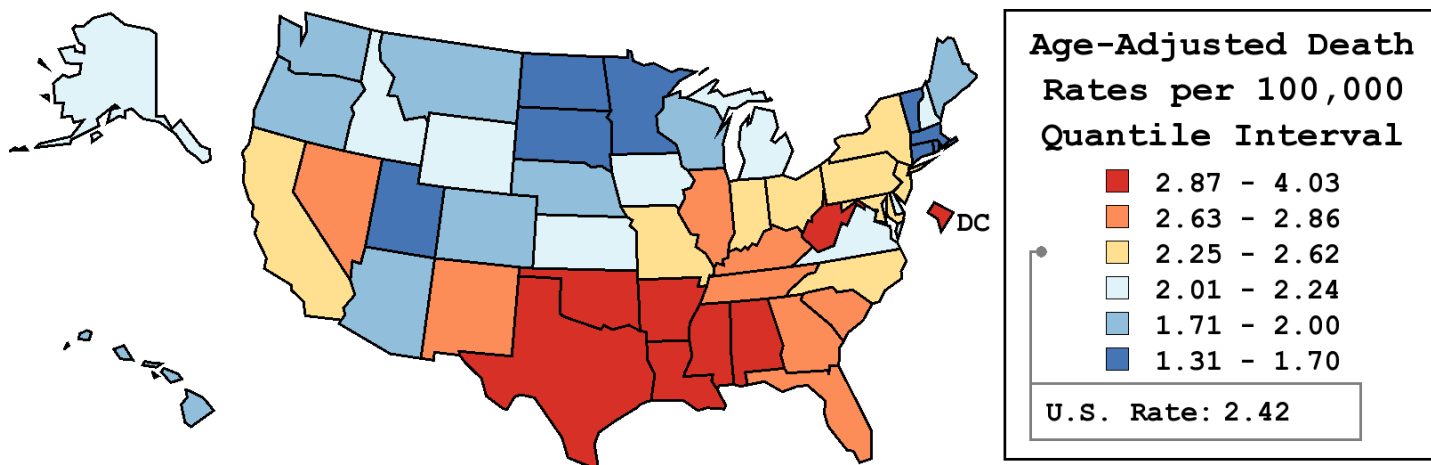 Age-Adjusted Death
Rates per 100,000
Quantile Interval
2.87 - 4.03
2.63 - 2.86
2.25 - 2.62
2.01 - 2.24
1.71 - 2.00
1.31 - 1.70
U.S. Rate: 2.42
DC